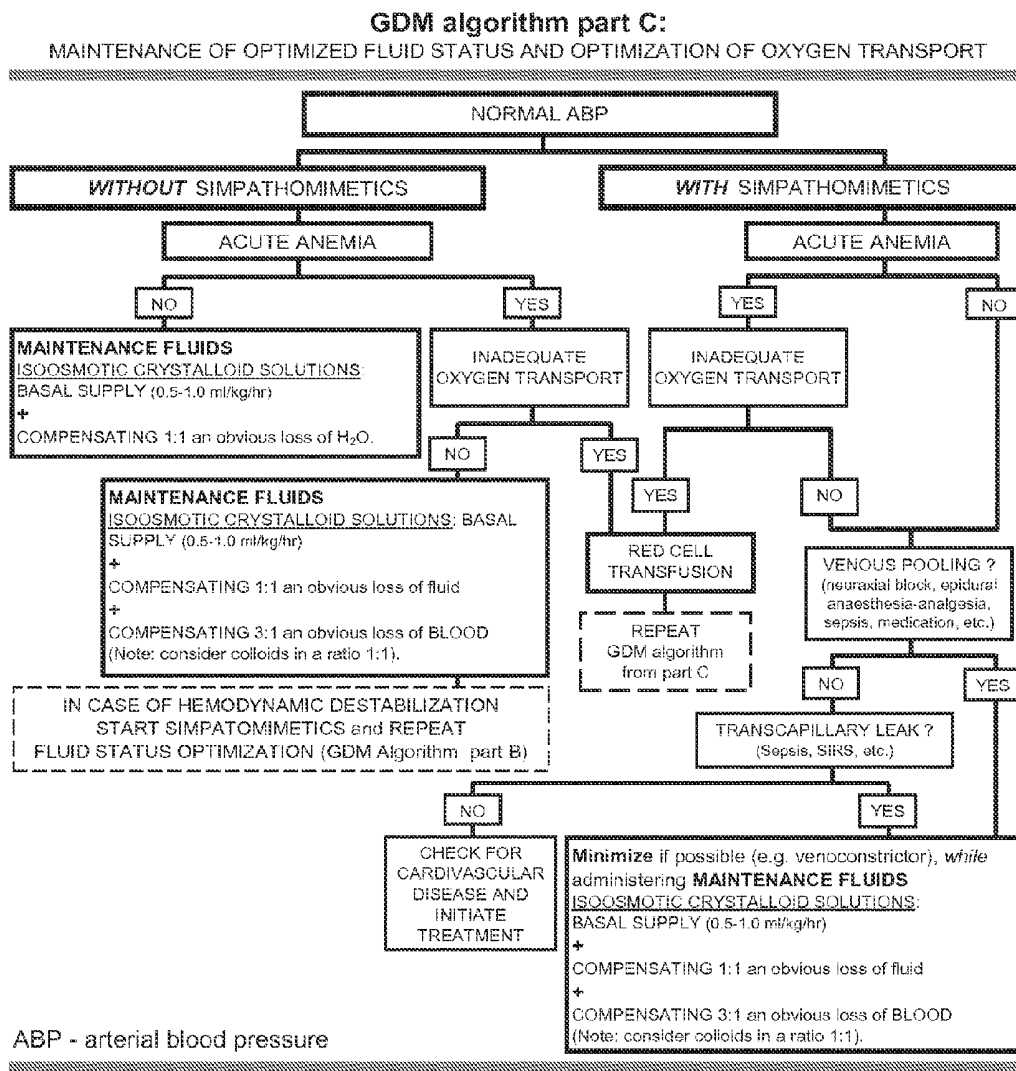 GDM algorithm part C:
MAINTENANCE OF OPTIMIZED FLUID STATUS AND OPTIMIZATION OF OXYGEN TRANSPORT
NORMAL ABP
WITHOUT SIMPATHOMIMETICS
WITH SIMPATHOMIMETICS
ACUTE ANEMIA
ACUTE ANEMIA
NO
YES
YES
NO
MAINTENANCE FLUIDS
ISOOSMOTIC CRYSTALLOID SOLUTIONS:
BASAL SUPPLY (0.5-1.0 ml/kg/hr)
+
COMPENSATING 1:1 an obvious loss of H₂O.
INADEQUATE
OXYGEN TRANSPORT
INADEQUATE
OXYGEN TRANSPORT
NO
YES
YES
NO
MAINTENANCE FLUIDS
ISOOSMOTIC CRYSTALLOID SOLUTIONS: BASAL
SUPPLY (0.5-1.0 ml/kg/hr)
+
COMPENSATING 1:1 an obvious loss of fluid
+
COMPENSATING 3:1 an obvious loss of BLOOD
(Note: consider colloids in a ratio 1:1).
RED CELL
TRANSFUSION
VENOUS POOLING ?
(neuraxial block, epidural
anaesthesia-analgesia,
sepsis, medication, etc.)
REPEAT
GDM algorithm
from part C
NO
YES
IN CASE OF HEMODYNAMIC DESTABILIZATION
START SIMPATOMIMETICS and REPEAT
FLUID STATUS OPTIMIZATION (GDM Algorithm part B)
TRANSCAPILLARY LEAK ?
(Sepsis, SIRS, etc.)
NO
YES
CHECK FOR
CARDIVASCULAR
DISEASE AND
INITIATE
TREATMENT
Minimize if possible (e.g. venoconstrictor), while
administering MAINTENANCE FLUIDS
ISOOSMOTIC CRYSTALLOID SOLUTIONS:
BASAL SUPPLY (0.5-1.0 ml/kg/hr)
+
COMPENSATING 1:1 an obvious loss of fluid
+
COMPENSATING 3:1 an obvious loss of BLOOD
(Note: consider colloids in a ratio 1:1).
ABP - arterial blood pressure